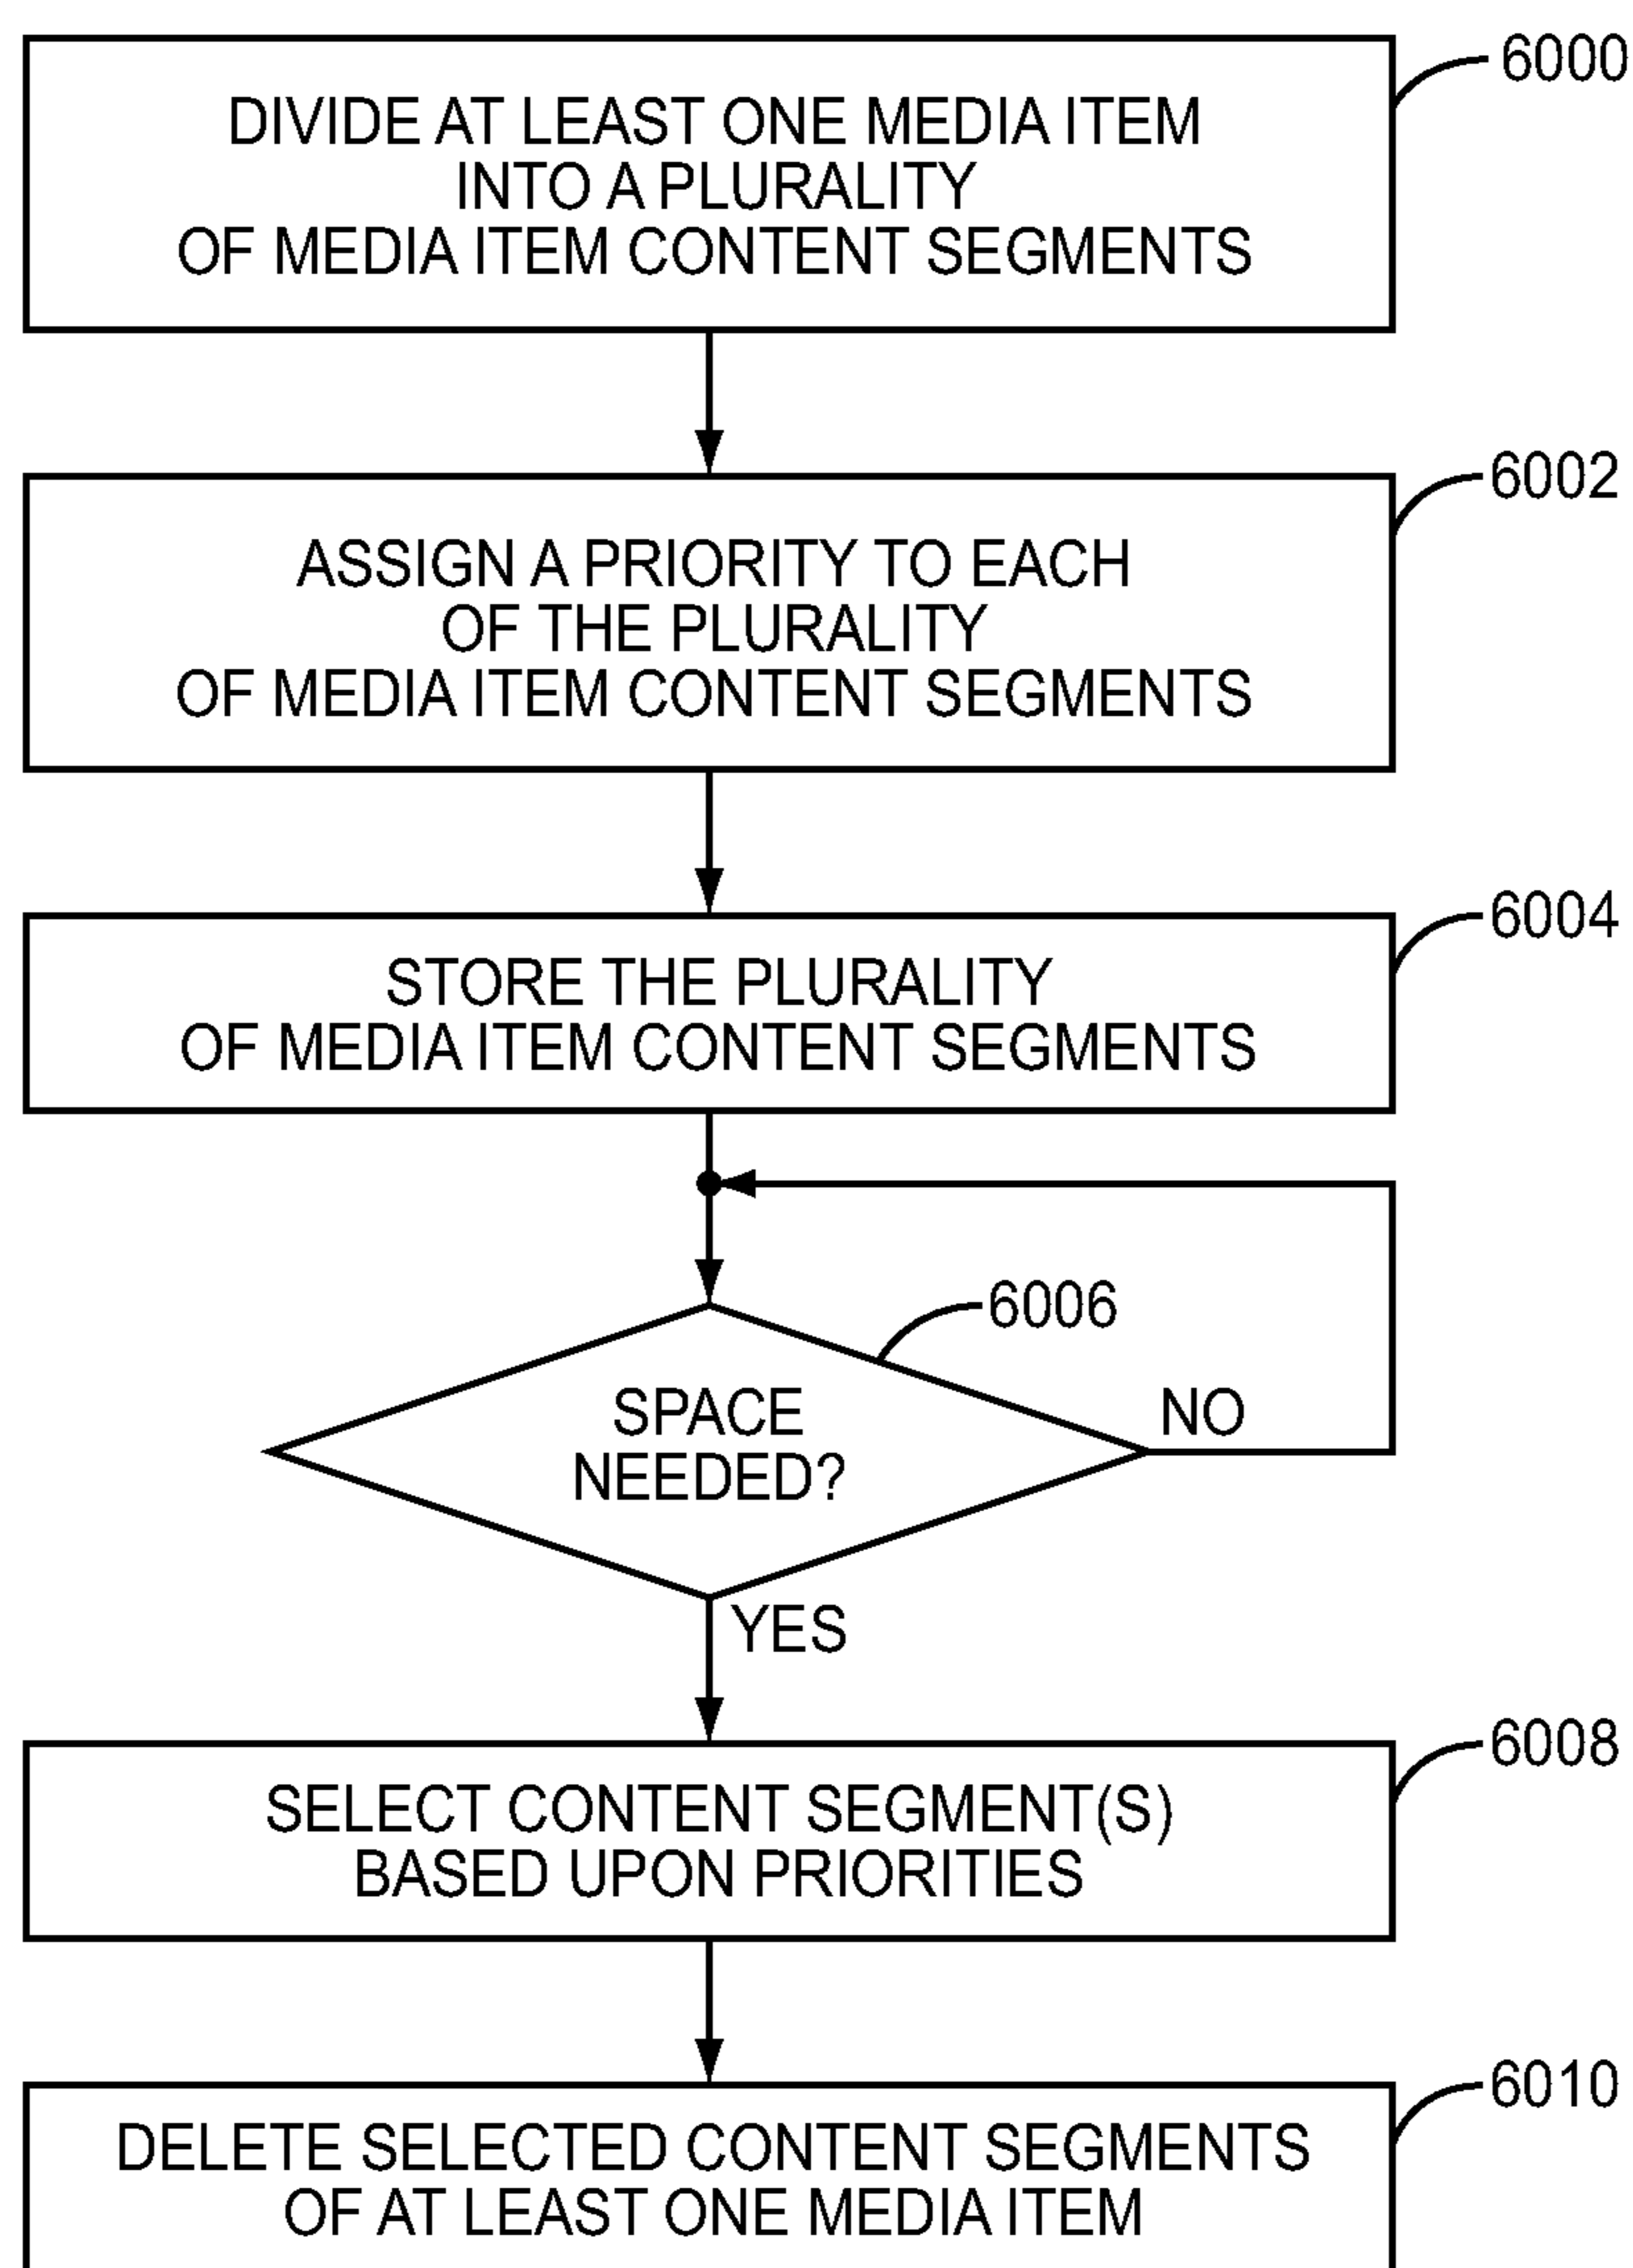 6000
DIVIDE AT LEAST ONE MEDIA ITEM
INTO A PLURALITY
OF MEDIA ITEM CONTENT SEGMENTS
6002
ASSIGN A PRIORITY TO EACH
OF THE PLURALITY
OF MEDIA ITEM CONTENT SEGMENTS
6004
STORE THE PLURALITY
OF MEDIA ITEM CONTENT SEGMENTS
6006
SPACE
NEEDED?
NO
YES
6008
SELECT CONTENT SEGMENT(S)
BASED UPON PRIORITIES
6010
DELETE SELECTED CONTENT SEGMENTS
OF AT LEAST ONE MEDIA ITEM